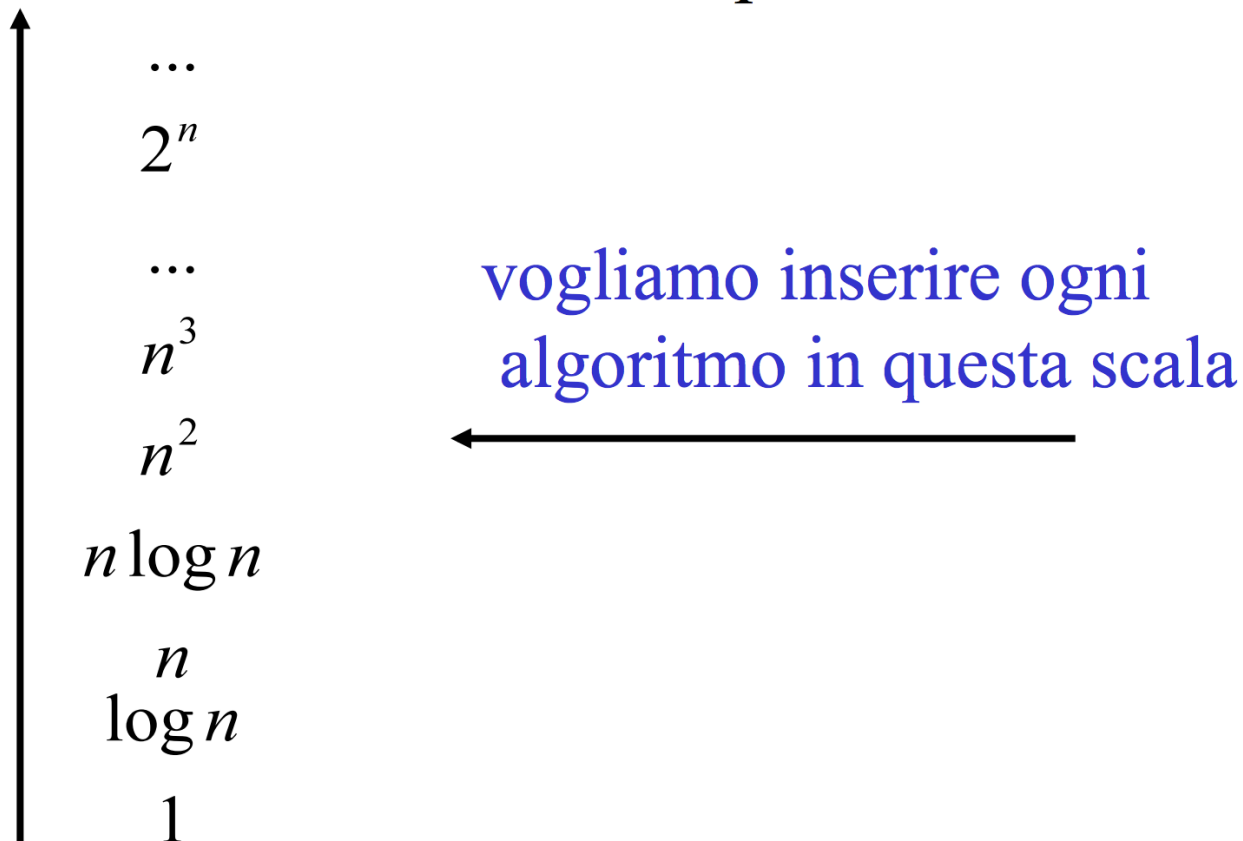 ...
2^n
...
n^3
n^2
n log n
n
log n
1
vogliamo inserire ogni
algoritmo in questa scala